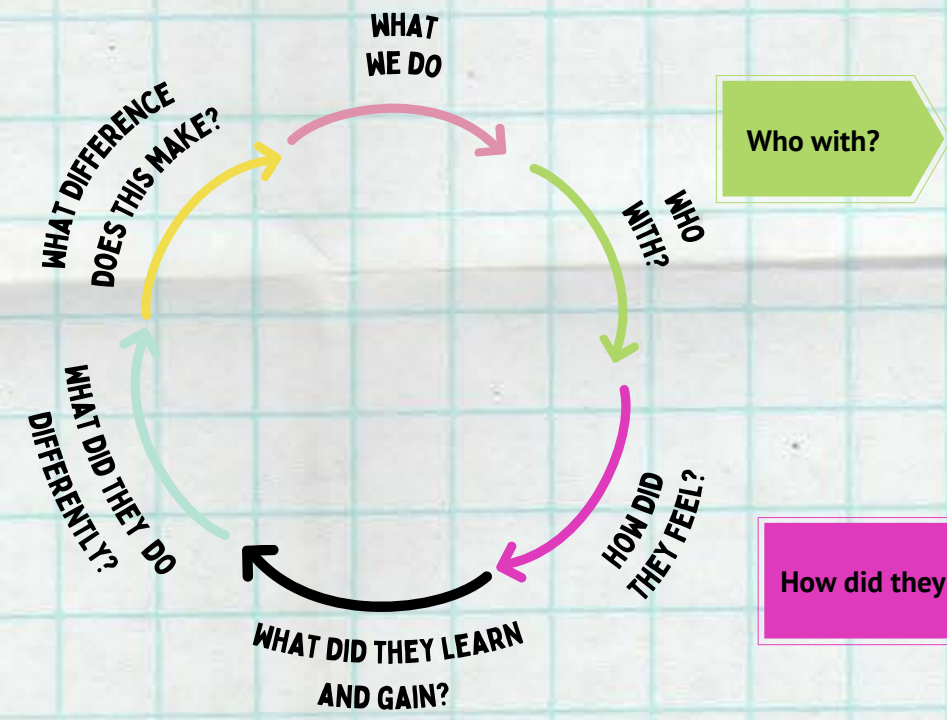 WHAT
WE DO
WHO
WITH?
HOW DID
THEY FEEL?
WHAT DID THEY LEARN
AND GAIN?
WHAT DID THEY DO
DIFFERENTLY?
WHAT DIFFERENCE
DOES THIS MAKE?
Who with?
How did they